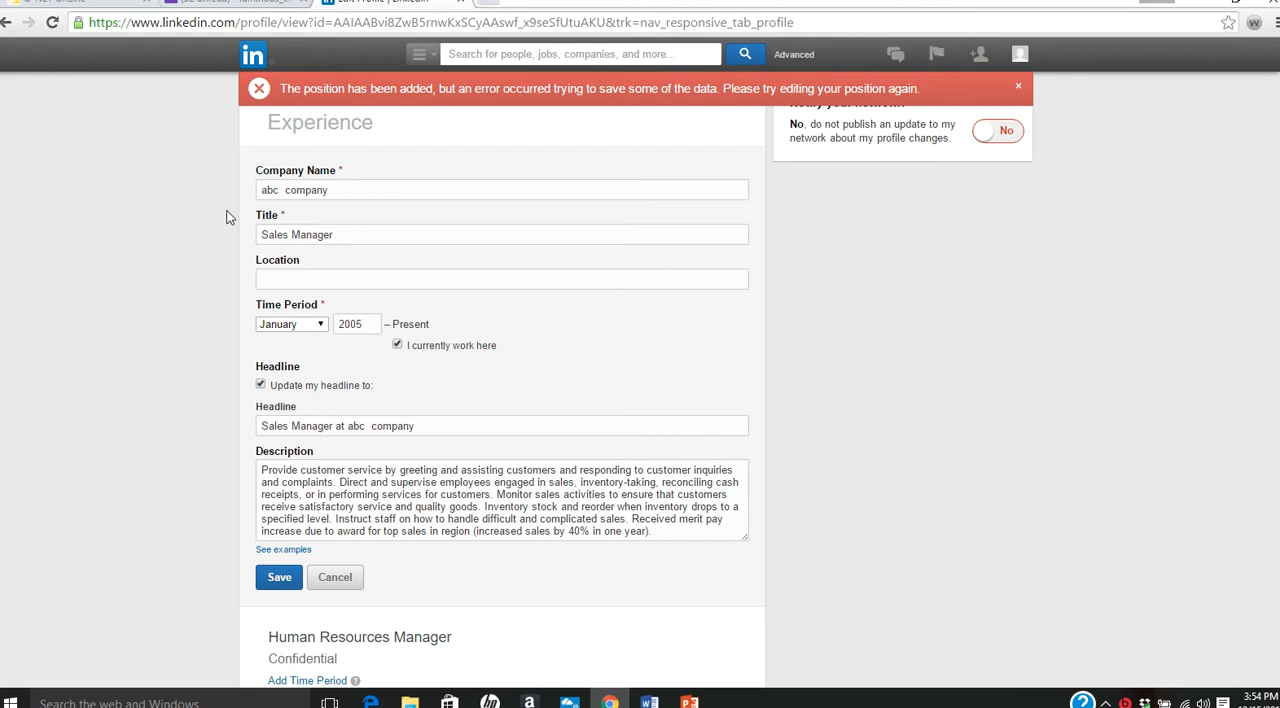 Edit Profile | LinkedIn
https://www.linkedin.com/profile/view?id=AAIAABvi8ZwB5rnwKxSCyAAswf_x9seSfUtuAKU&trk=nav_responsive_tab_profile
W
in
Search for people, jobs, companies, and more...
Advanced
The position has been added, but an error occurred trying to save some of the data. Please try editing your position again.
×
Experience
No, do not publish an update to my
network about my profile changes.
No
Company Name *
abc  company
Title *
Sales Manager
Location
Time Period *
January
2005
– Present
I currently work here
Headline
Update my headline to:
Headline
Sales Manager at abc  company
Description
Provide customer service by greeting and assisting customers and responding to customer inquiries
and complaints. Direct and supervise employees engaged in sales, inventory-taking, reconciling cash
receipts, or in performing services for customers. Monitor sales activities to ensure that customers
receive satisfactory service and quality goods. Inventory stock and reorder when inventory drops to a
specified level. Instruct staff on how to handle difficult and complicated sales. Received merit pay
increase due to award for top sales in region (increased sales by 40% in one year).
See examples
Save
Cancel
Human Resources Manager
Confidential
Add Time Period ?
Search the web and Windows
3:54 PM